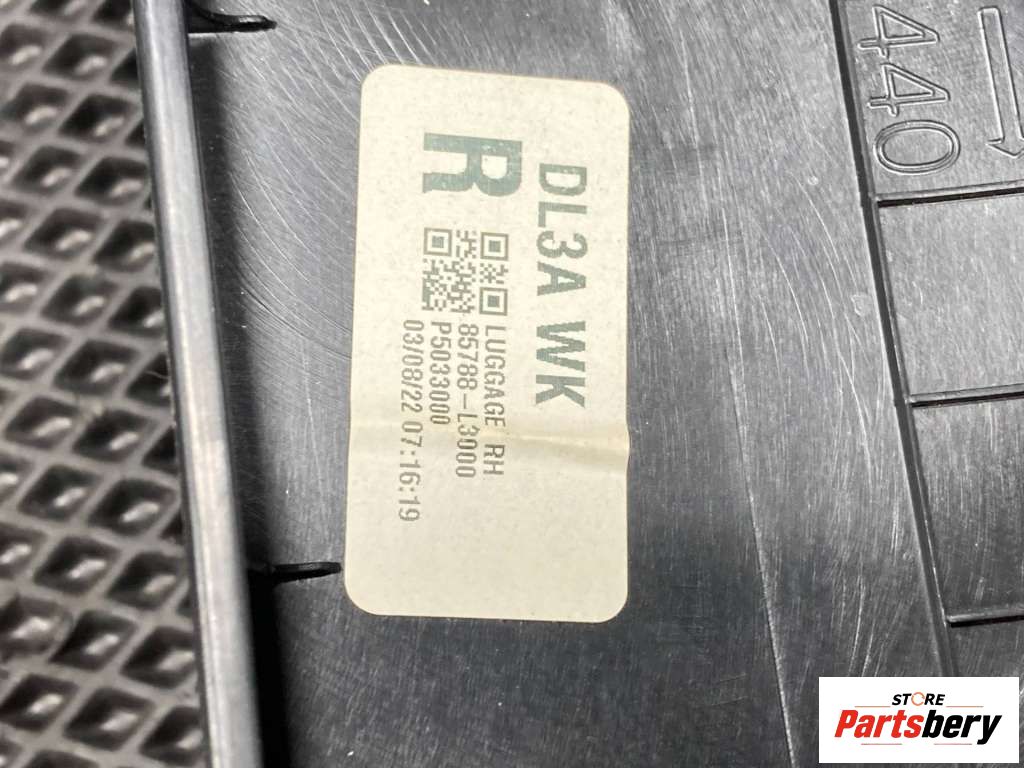 DL3A WK
R
LUGGAGE RH
85788-L3000
P5033000
03/08/22 07:16:19
440
STORE
Partsbery